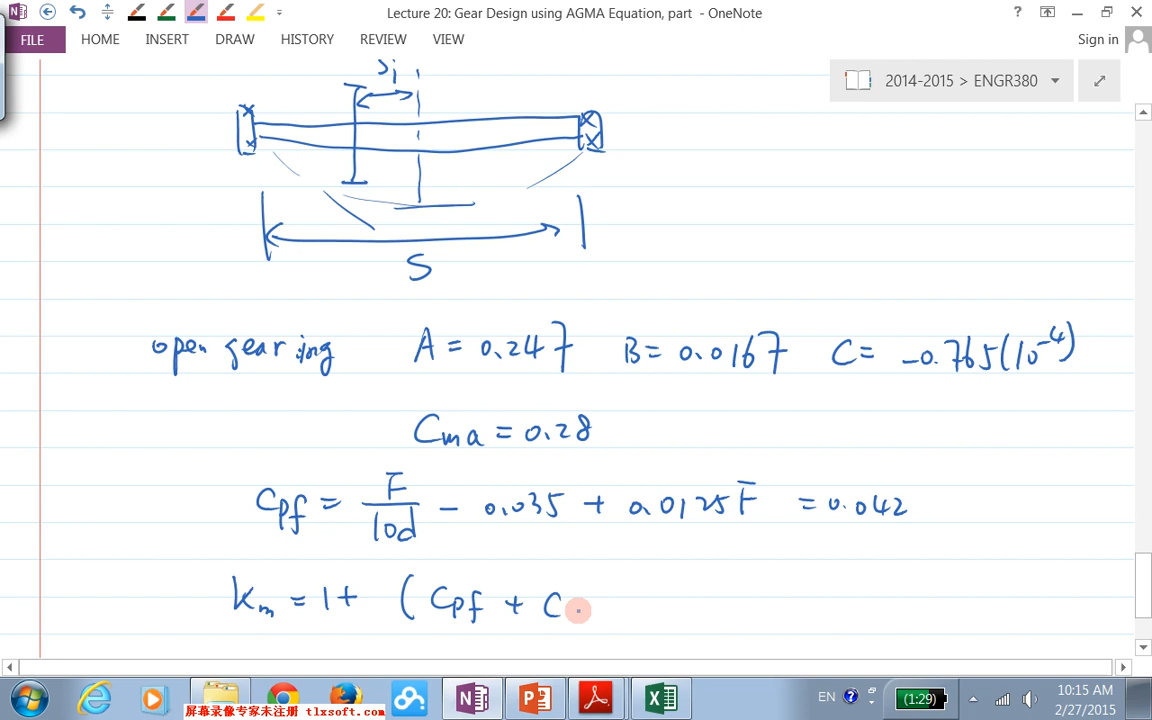 Lecture 20: Gear Design using AGMA Equation, part - OneNote
FILE HOME INSERT DRAW HISTORY REVIEW VIEW
Sign in
2014-2015 > ENGR380
S₁
S
open gearing A = 0.247 B = 0.0167 C = -0.765(10⁻⁴)
Cma = 0.28
Cpf = F/10d - 0.035 + 0.0125F = 0.042
Km = 1 + (Cpf + C
EN
(1:29)
10:15 AM
2/27/2015
屏幕录像专家未注册 tlxsoft.com